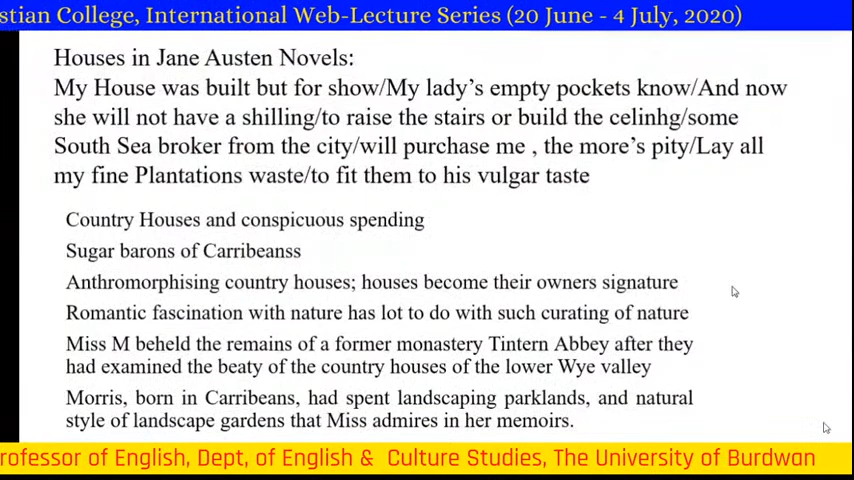 stian College, International Web-Lecture Series (20 June - 4 July, 2020)
Houses in Jane Austen Novels:
My House was built but for show/My lady's empty pockets know/And now
she will not have a shilling/to raise the stairs or build the celinhg/some
South Sea broker from the city/will purchase me , the more's pity/Lay all
my fine Plantations waste/to fit them to his vulgar taste
Country Houses and conspicuous spending
Sugar barons of Carribeanss
Anthromorphising country houses; houses become their owners signature
Romantic fascination with nature has lot to do with such curating of nature
Miss M beheld the remains of a former monastery Tintern Abbey after they
had examined the beaty of the country houses of the lower Wye valley
Morris, born in Carribeans, had spent landscaping parklands, and natural
style of landscape gardens that Miss admires in her memoirs.
rofessor of English, Dept, of English & Culture Studies, The University of Burdwan